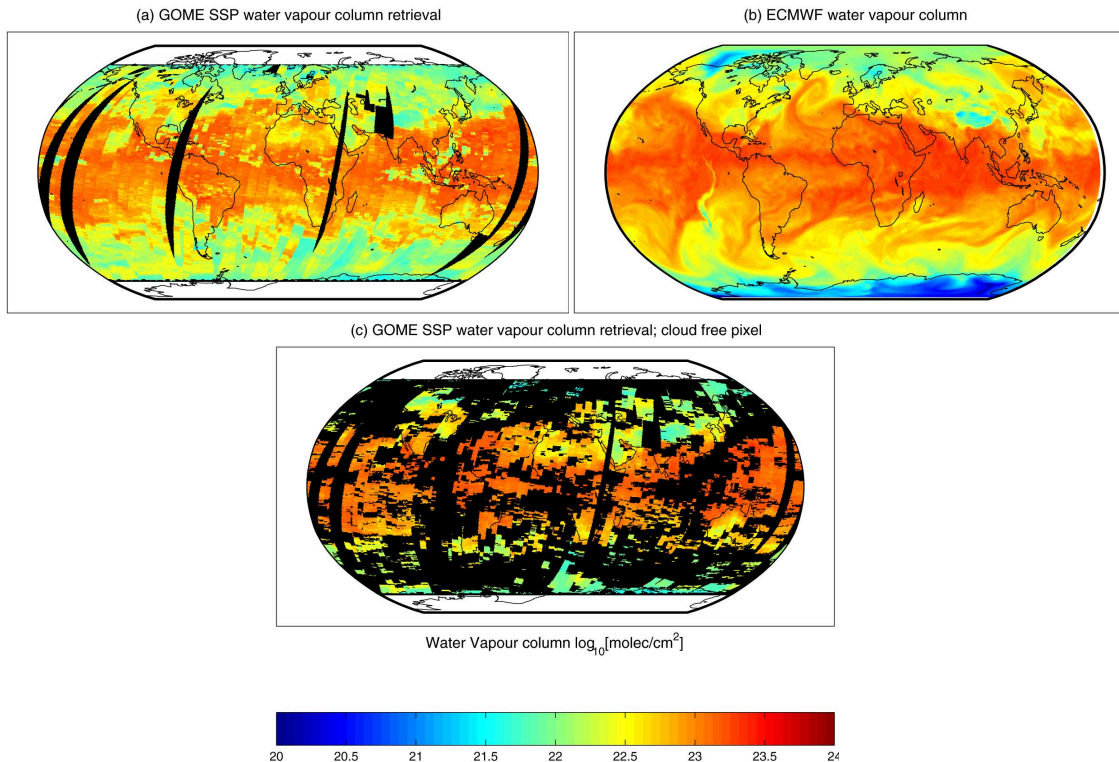 (a) GOME SSP water vapour column retrieval
(b) ECMWF water vapour column
(c) GOME SSP water vapour column retrieval; cloud free pixel
Water Vapour column log10[molec/cm2]
20 20.5 21 21.5 22 22.5 23 23.5 24